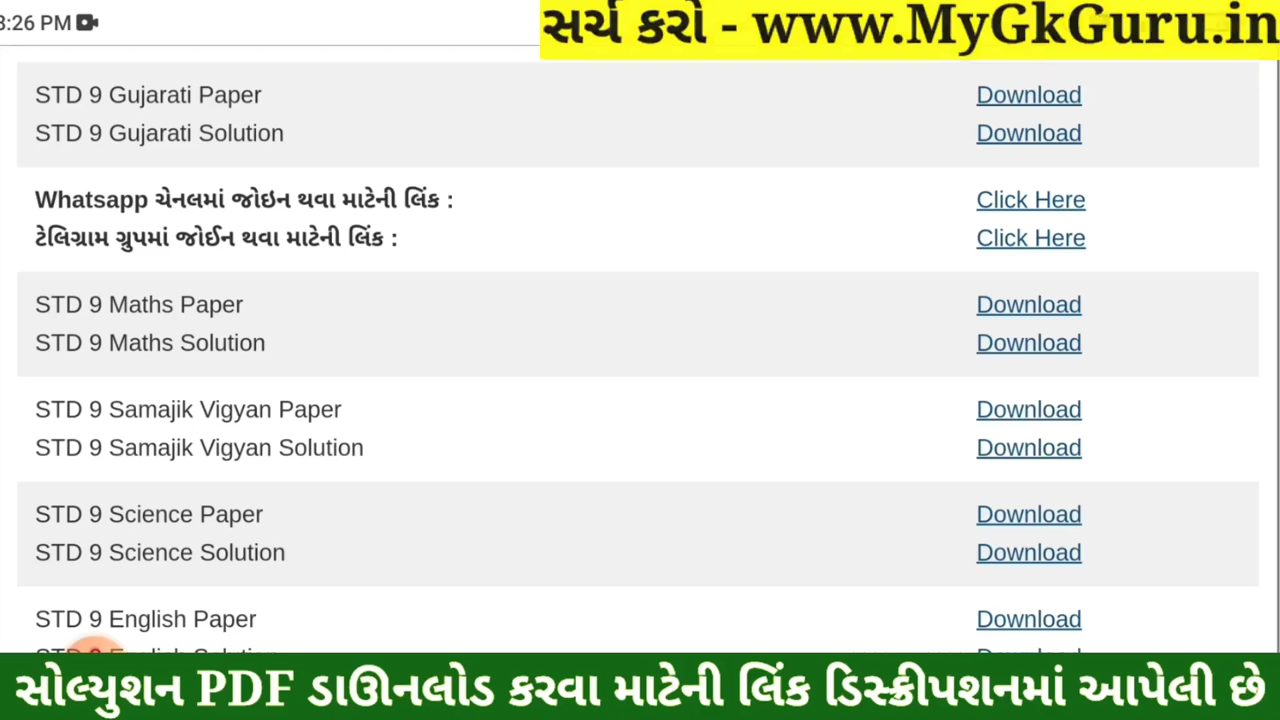 3:26 PM
સર્ચ કરો - www.MyGkGuru.in
STD 9 Gujarati Paper Download
STD 9 Gujarati Solution Download
Whatsapp ચેનલમાં જોઇન થવા માટેની લિંક : Click Here
ટેલિગ્રામ ગ્રુપમાં જોઈન થવા માટેની લિંક : Click Here
STD 9 Maths Paper Download
STD 9 Maths Solution Download
STD 9 Samajik Vigyan Paper Download
STD 9 Samajik Vigyan Solution Download
STD 9 Science Paper Download
STD 9 Science Solution Download
STD 9 English Paper Download
સોલ્યુશન PDF ડાઊનલોડ કરવા માટેની લિંક ડિસ્ક્રીપશનમાં આપેલી છે